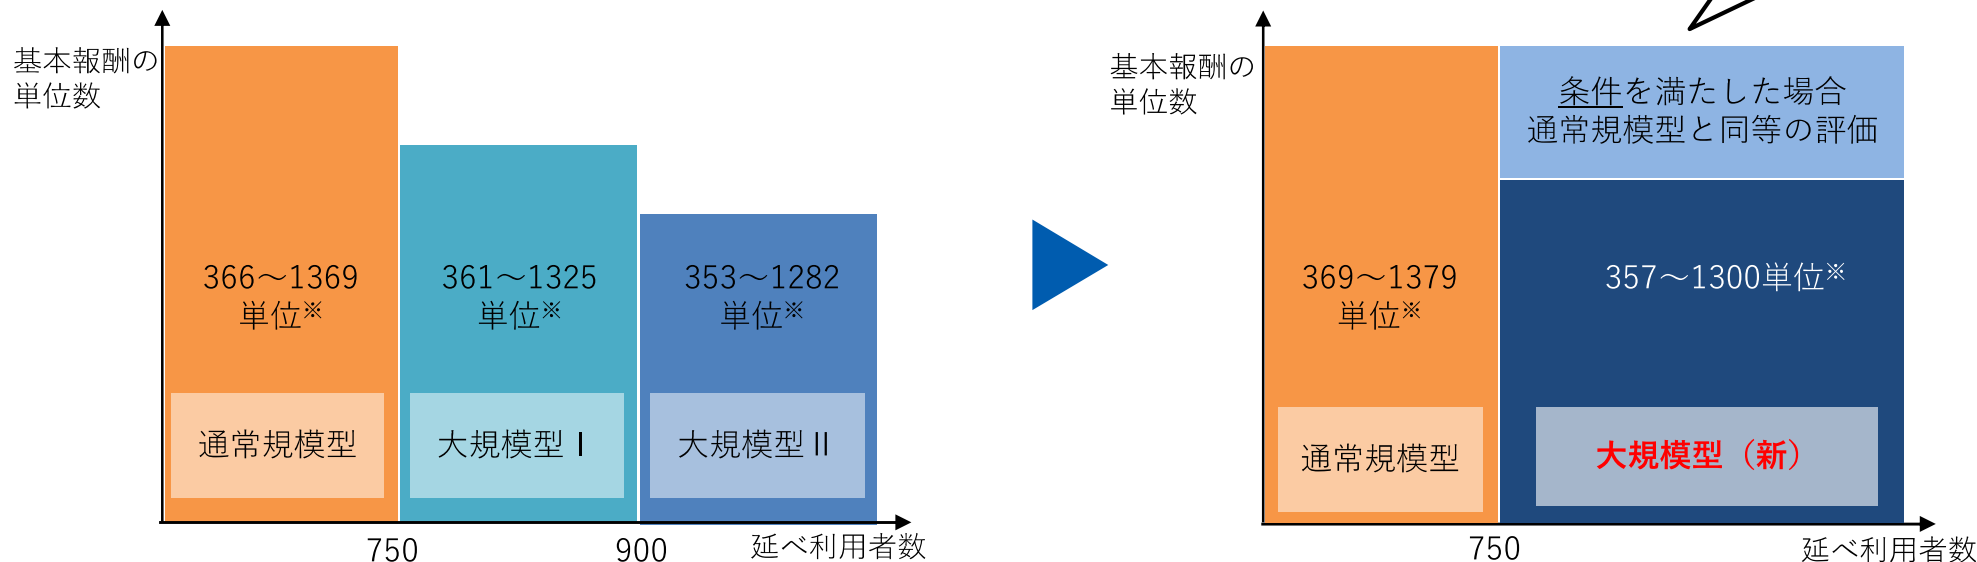 基本報酬の
単位数
366～1369
単位※
361～1325
単位※
353～1282
単位※
通常規模型
大規模型Ⅰ
大規模型Ⅱ
750
900
延べ利用者数
基本報酬の
単位数
条件を満たした場合
通常規模型と同等の評価
369～1379
単位※
357～1300単位※
通常規模型
大規模型（新）
750
延べ利用者数